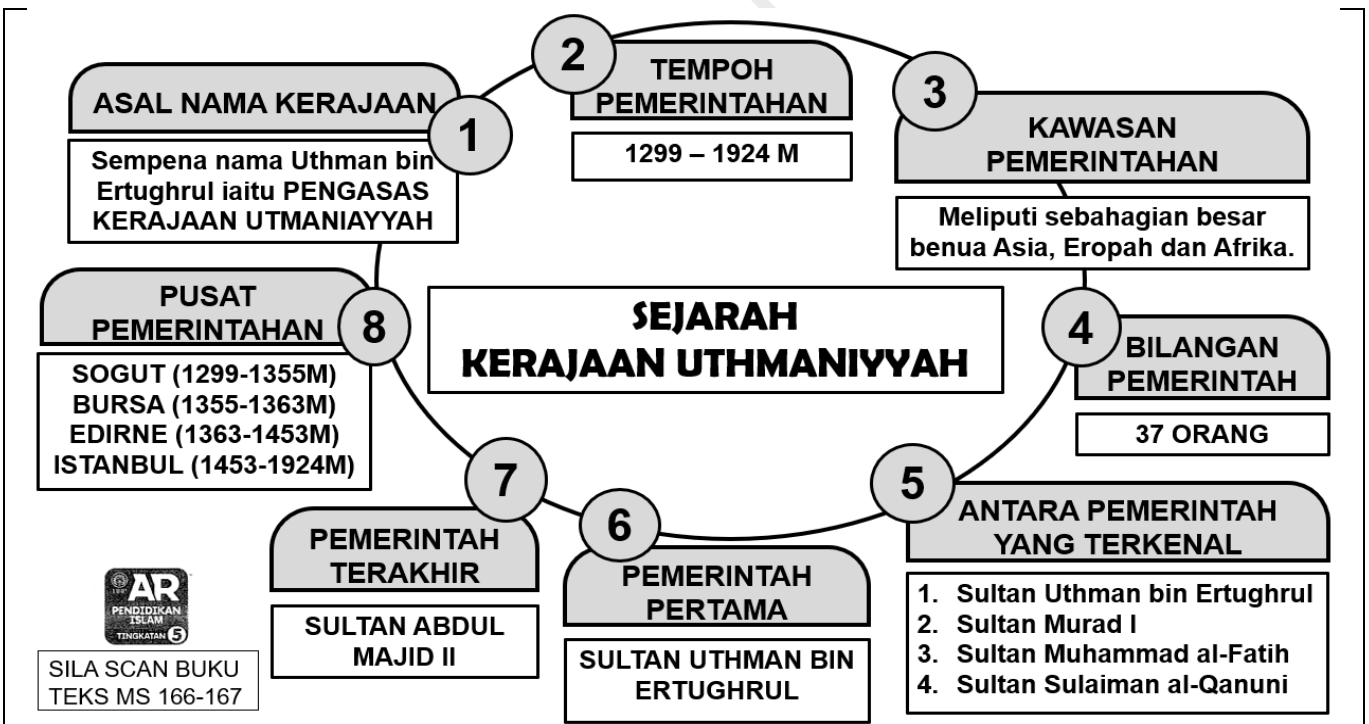 1
ASAL NAMA KERAJAAN
Sempena nama Uthman bin
Ertughrul iaitu PENGASAS
KERAJAAN UTMANIAYYAH
2
TEMPOH
PEMERINTAHAN
1299 – 1924 M
3
KAWASAN
PEMERINTAHAN
Meliputi sebahagian besar
benua Asia, Eropah dan Afrika.
SEJARAH
KERAJAAN UTHMANIYYAH
4
BILANGAN
PEMERINTAH
37 ORANG
5
ANTARA PEMERINTAH
YANG TERKENAL
1. Sultan Uthman bin Ertughrul
2. Sultan Murad I
3. Sultan Muhammad al-Fatih
4. Sultan Sulaiman al-Qanuni
6
PEMERINTAH
PERTAMA
SULTAN UTHMAN BIN
ERTUGHRUL
7
PEMERINTAH
TERAKHIR
SULTAN ABDUL
MAJID II
8
PUSAT
PEMERINTAHAN
SOGUT (1299-1355M)
BURSA (1355-1363M)
EDIRNE (1363-1453M)
ISTANBUL (1453-1924M)
AR
PENDIDIKAN
ISLAM
TINGKATAN 5
SILA SCAN BUKU
TEKS MS 166-167